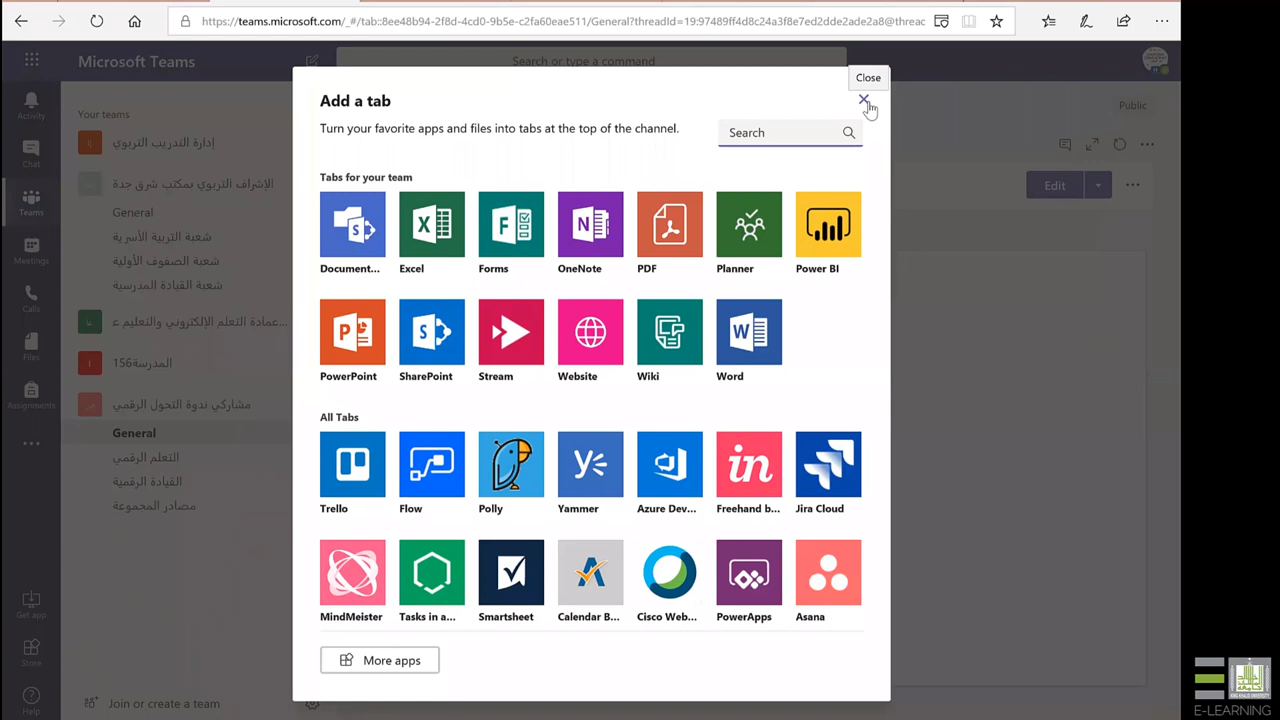 https://teams.microsoft.com/_#/tab::8ee48b94-2f8d-4cd0-9b5e-c2fa60eae511/General?threadId=19:97489ff4d8c24a3f8e7ed2dde2ade2a8@threac
Microsoft Teams
Search or type a command
Close
Activity
Chat
Teams
Meetings
Calls
Files
Assignments
Get app
Store
Help
Your teams
إدارة التدريب التربوي
الإشراف التربوي بمكتب شرق جدة
General
شعبة التربية الأسرية
شعبة الصفوف الأولية
شعبة القيادة المدرسية
عمادة التعلم الإلكتروني والتعليم ع...
المدرسة156
مشاركي ندوة التحول الرقمي
General
التعلم الرقمي
القيادة الرقمية
مصادر المجموعة
Join or create a team
Add a tab
Turn your favorite apps and files into tabs at the top of the channel.
Search
Tabs for your team
Document... Excel Forms OneNote PDF Planner Power BI
PowerPoint SharePoint Stream Website Wiki Word
All Tabs
Trello Flow Polly Yammer Azure Dev... Freehand b... Jira Cloud
MindMeister Tasks in a... Smartsheet Calendar B... Cisco Web... PowerApps Asana
More apps
Public
Edit
KING KHALID UNIVERSITY
E-LEARNING